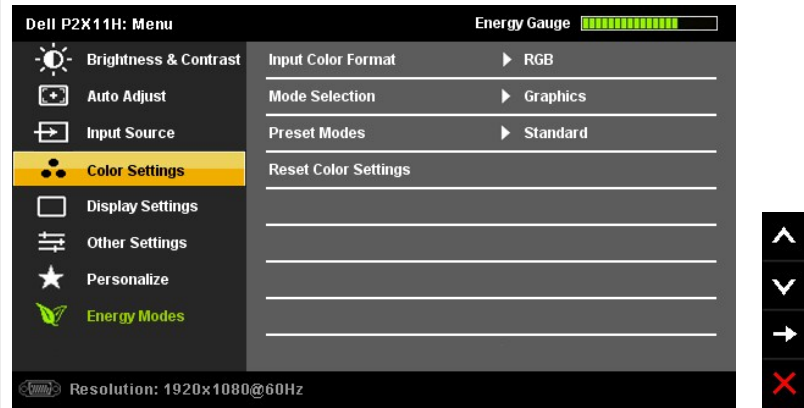 Dell P2X11H: Menu
Energy Gauge
Brightness & Contrast
Input Color Format
RGB
Auto Adjust
Mode Selection
Graphics
Input Source
Preset Modes
Standard
Color Settings
Reset Color Settings
Display Settings
Other Settings
Personalize
Energy Modes
Resolution: 1920x1080@60Hz